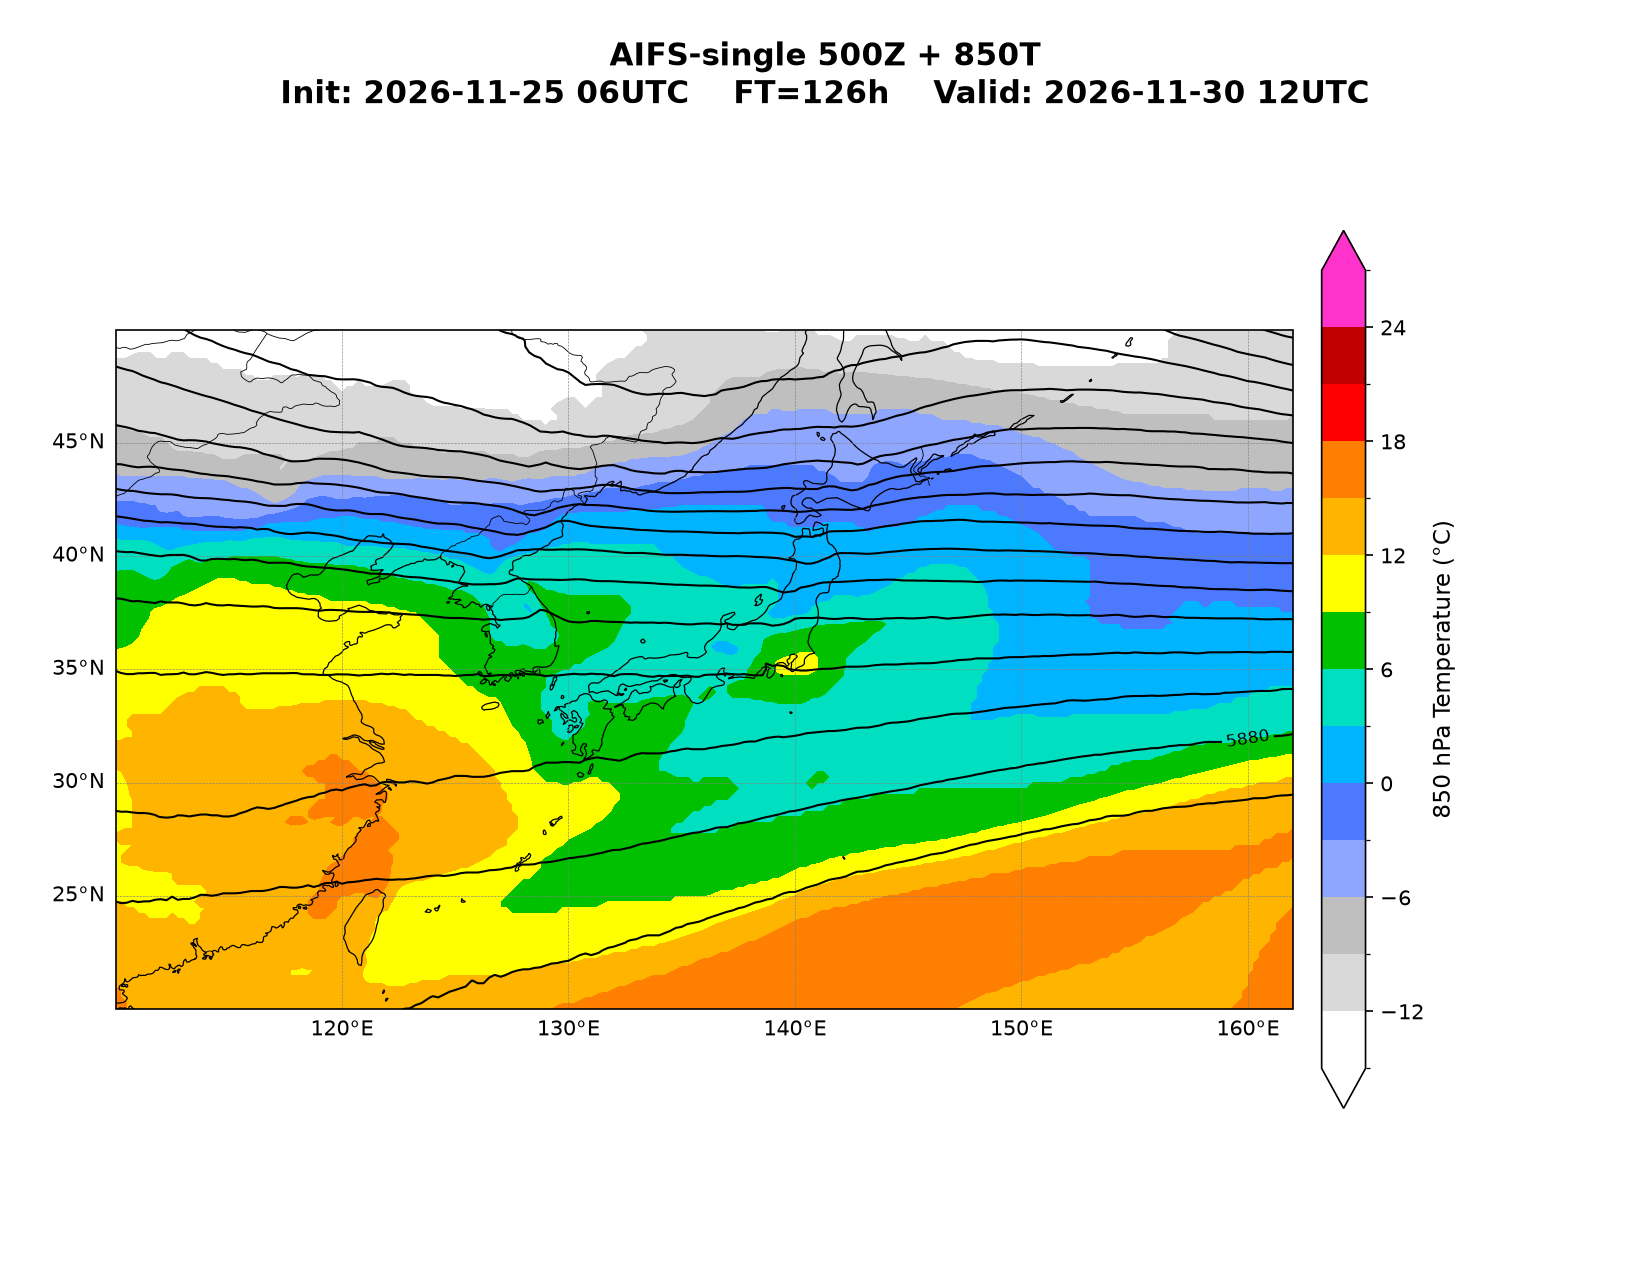 AIFS-single 500Z + 850T
Init: 2026-11-25 06UTC    FT=126h    Valid: 2026-11-30 12UTC
45°N
40°N
35°N
30°N
25°N
120°E
130°E
140°E
150°E
160°E
5880
24
18
12
6
0
−6
−12
850 hPa Temperature (°C)